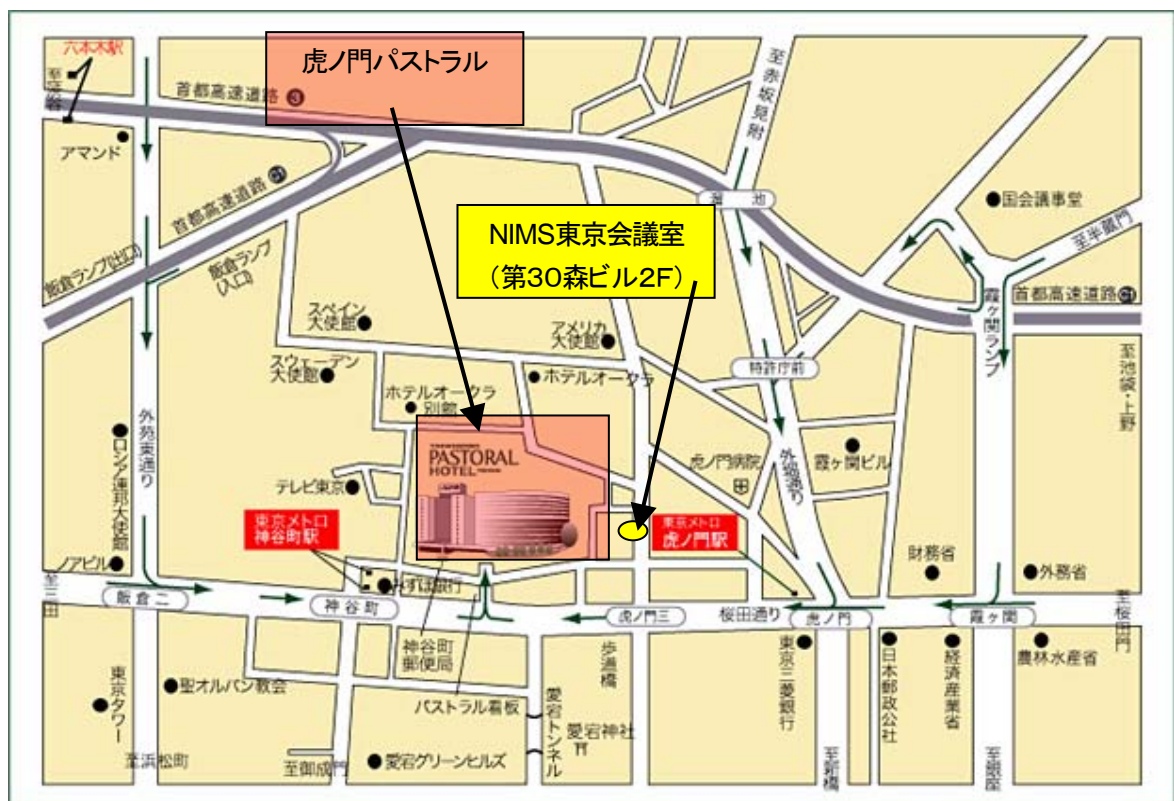 六本木駅
至渋谷
首都高速道路 3
虎ノ門パストラル
至赤坂見附
アマンド
首都高速道路 C1
溜池
国会議事堂
至半蔵門
NIMS東京会議室
(第30森ビル2F)
飯倉ランプ(出口)
飯倉ランプ
(入口)
首都高速道路 C1
霞ヶ関ランプ
スペイン
大使館
アメリカ
大使館
至池袋・上野
スウェーデン
大使館
ホテルオークラ
特許庁前
ホテルオークラ
別館
外苑東通り
ロシア連邦大使館
PASTORAL
HOTEL
虎ノ門病院
外堀通り
霞ヶ関ビル
テレビ東京
東京メトロ
神谷町駅
東京メトロ
虎ノ門駅
財務省
外務省
ノアビル
みずほ銀行
至三田
飯倉二
神谷町
虎ノ門三
桜田通り
虎ノ門
霞ヶ関
至桜田門
神谷町
郵便局
歩道橋
東京三菱銀行
日本郵政公社
経済産業省
農林水産省
東京タワー
聖オルバン教会
パストラル看板
愛宕トンネル
愛宕神社
至浜松町
至御成門
愛宕グリーンヒルズ
至新橋
至銀座